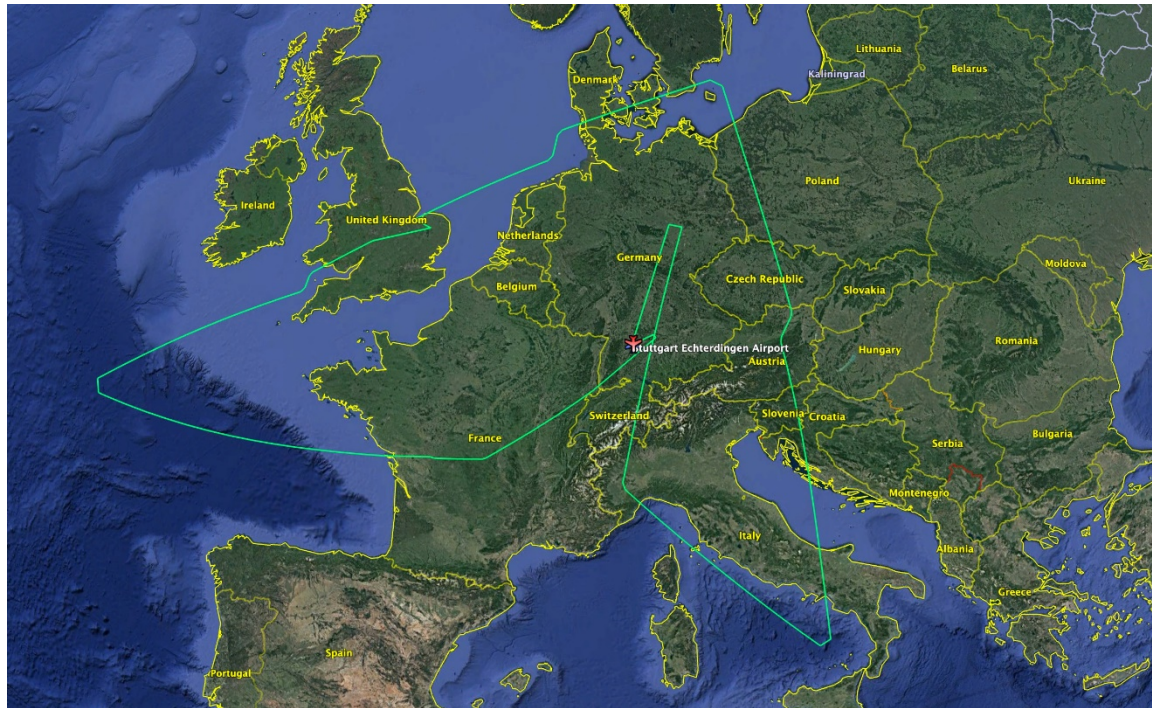 Lithuania
Denmark
Kaliningrad
Belarus
Poland
Ukraine
Ireland
United Kingdom
Netherlands
Germany
Moldova
Belgium
Czech Republic
Slovakia
tuttgart Echterdingen Airport
Austria
Hungary
Romania
Switzerland
Slovenia
Croatia
France
Serbia
Bulgaria
Montenegro
Italy
Albania
Greece
Spain
Portugal